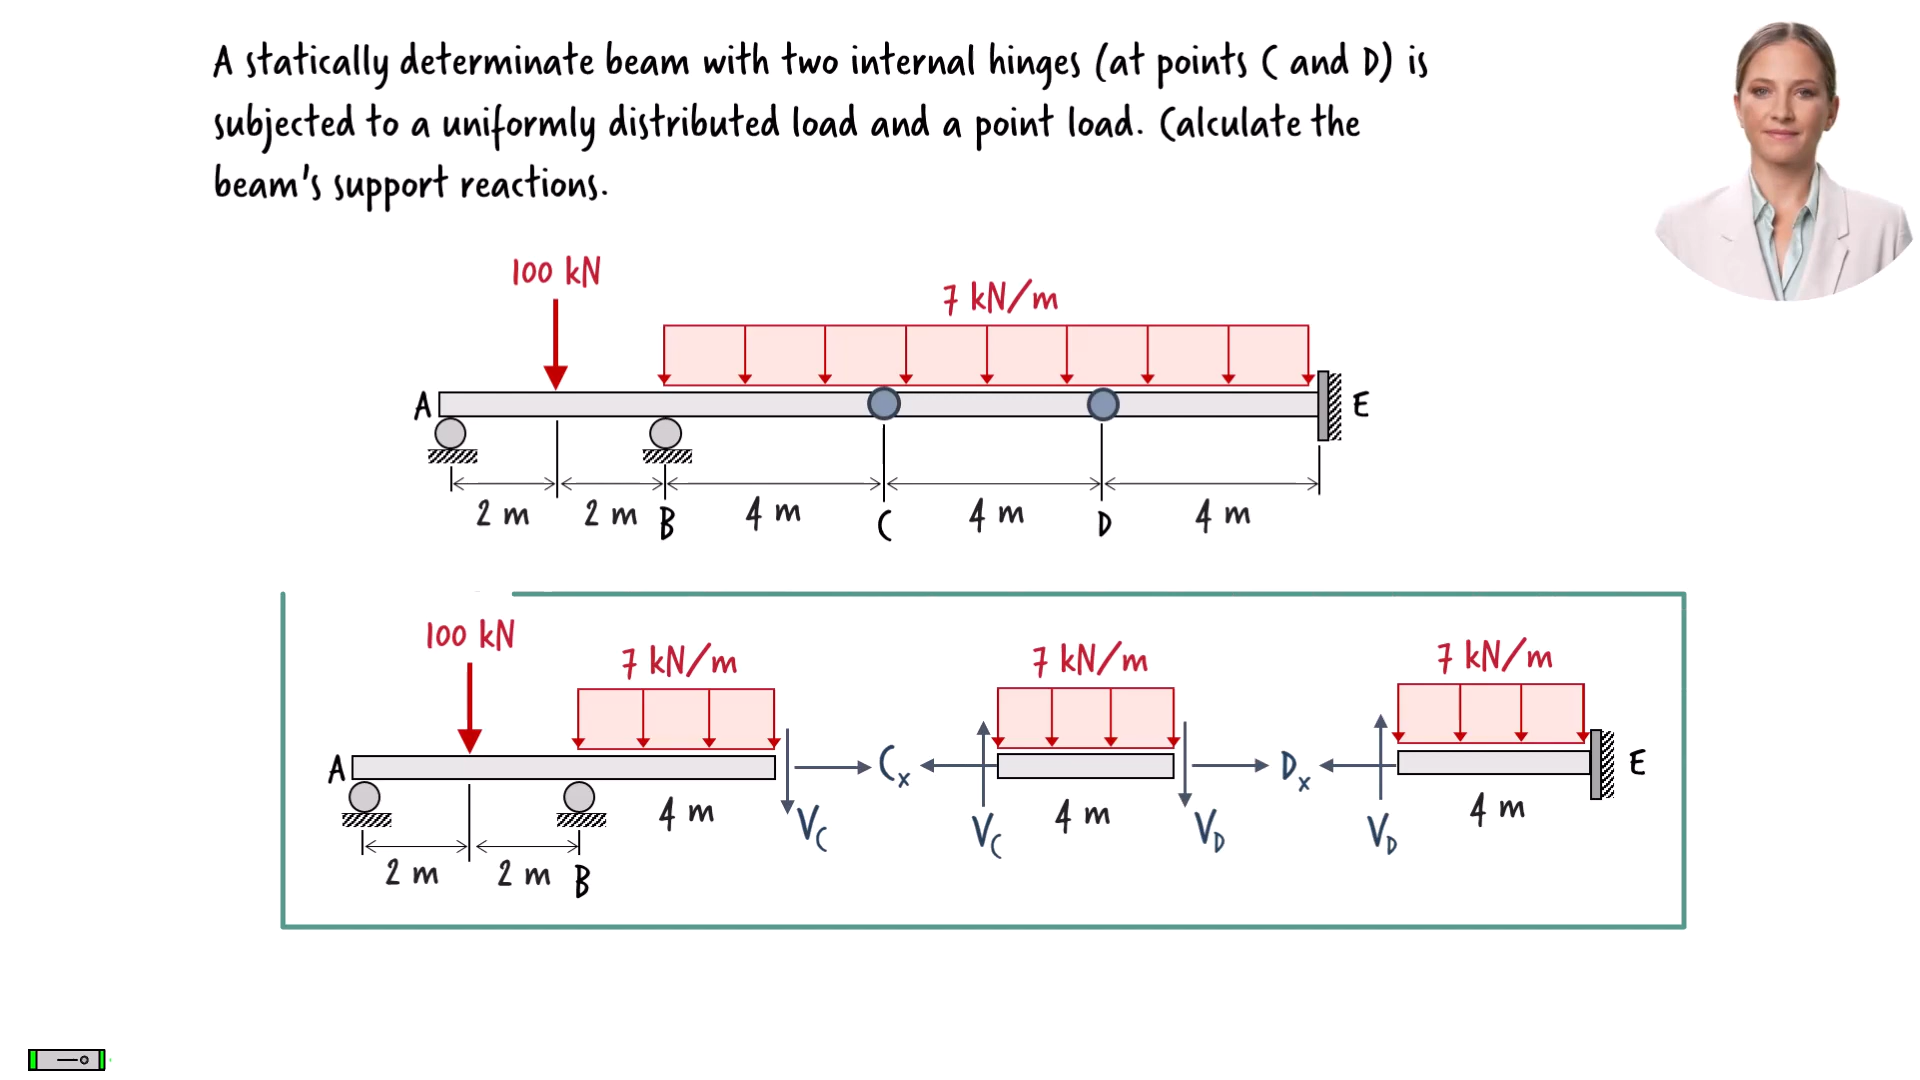 A statically determinate beam with two internal hinges (at points C and D) is
subjected to a uniformly distributed load and a point load. Calculate the
beam's support reactions.
100 kN
7 kN/m
A
E
2 m
2 m
B
4 m
C
4 m
D
4 m
100 kN
7 kN/m
7 kN/m
7 kN/m
A
Cx
Dx
E
4 m
VC
VC
4 m
VD
VD
4 m
2 m
2 m
B